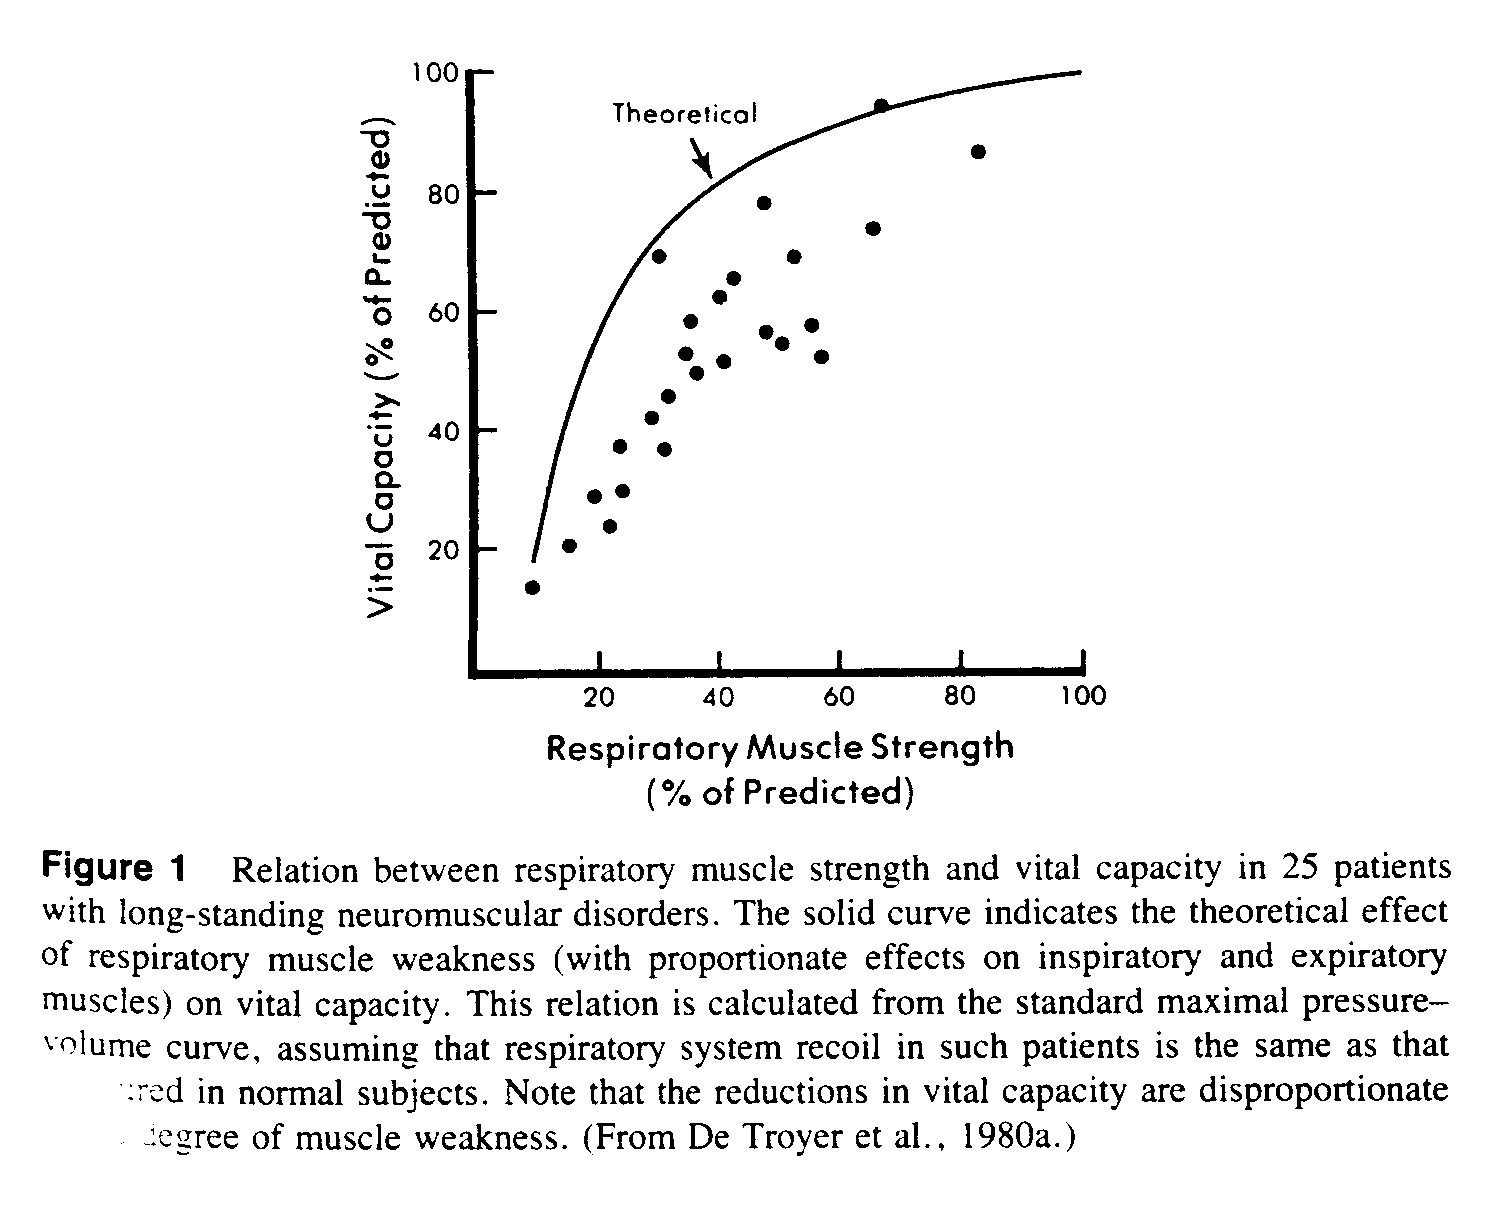 100
Theoretical
80
60
40
20
Vital Capacity (% of Predicted)
20 40 60 80 100
Respiratory Muscle Strength
(% of Predicted)
Figure 1 Relation between respiratory muscle strength and vital capacity in 25 patients
with long-standing neuromuscular disorders. The solid curve indicates the theoretical effect
of respiratory muscle weakness (with proportionate effects on inspiratory and expiratory
muscles) on vital capacity. This relation is calculated from the standard maximal pressure–
volume curve, assuming that respiratory system recoil in such patients is the same as that
in normal subjects. Note that the reductions in vital capacity are disproportionate
degree of muscle weakness. (From De Troyer et al., 1980a.)